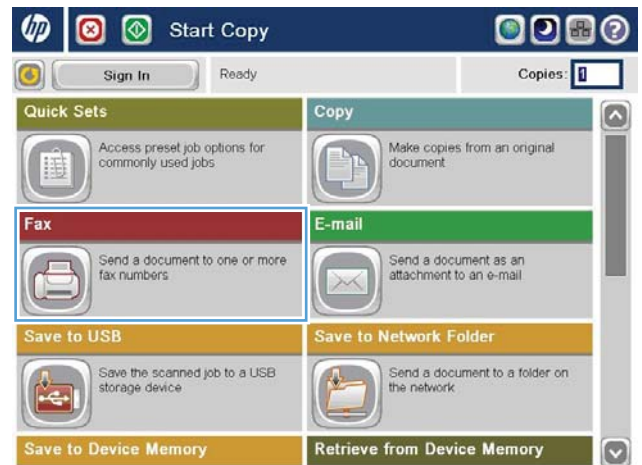 hp
Start Copy
Sign In
Ready
Copies: 1
Quick Sets
Access preset job options for
commonly used jobs
Copy
Make copies from an original
document
Fax
Send a document to one or more
fax numbers
E-mail
Send a document as an
attachment to an e-mail
Save to USB
Save the scanned job to a USB
storage device
Save to Network Folder
Send a document to a folder on
the network
Save to Device Memory
Retrieve from Device Memory